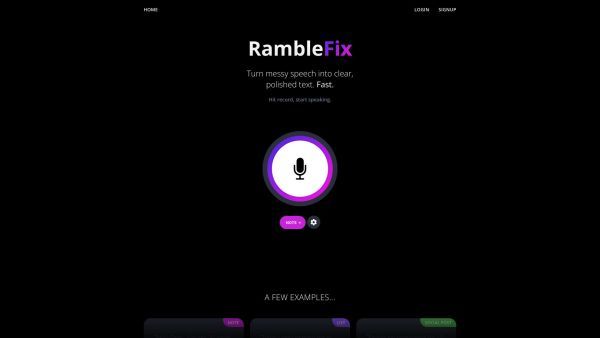 HOME
LOGIN SIGNUP
RambleFix
Turn messy speech into clear,
polished text. Fast.
Hit record, start speaking.
NOTE
A FEW EXAMPLES...
NOTE
LIST
SOCIAL POST